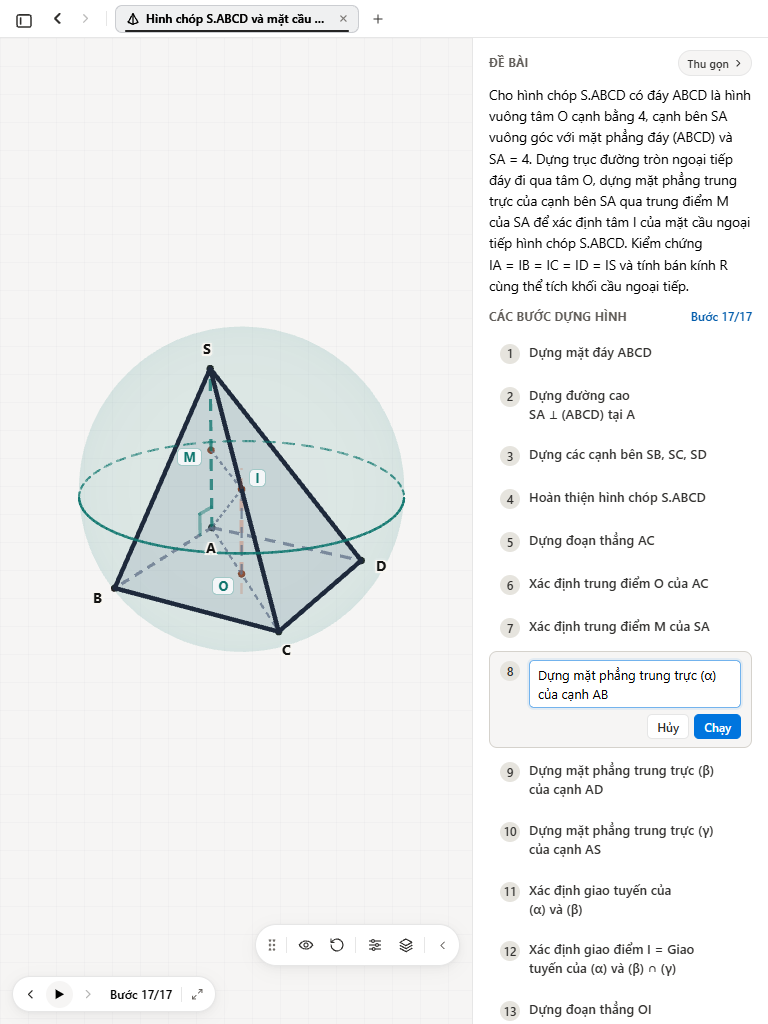 Hình chóp S.ABCD và mặt cầu ...
ĐỀ BÀI
Thu gọn
Cho hình chóp S.ABCD có đáy ABCD là hình
vuông tâm O cạnh bằng 4, cạnh bên SA
vuông góc với mặt phẳng đáy (ABCD) và
SA = 4. Dựng trục đường tròn ngoại tiếp
đáy đi qua tâm O, dựng mặt phẳng trung
trực của cạnh bên SA qua trung điểm M
của SA để xác định tâm I của mặt cầu ngoại
tiếp hình chóp S.ABCD. Kiểm chứng
IA = IB = IC = ID = IS và tính bán kính R
cùng thể tích khối cầu ngoại tiếp.
CÁC BƯỚC DỰNG HÌNH
Bước 17/17
1 Dựng mặt đáy ABCD
2 Dựng đường cao
SA ⊥ (ABCD) tại A
3 Dựng các cạnh bên SB, SC, SD
4 Hoàn thiện hình chóp S.ABCD
5 Dựng đoạn thẳng AC
6 Xác định trung điểm O của AC
7 Xác định trung điểm M của SA
8 Dựng mặt phẳng trung trực (α)
của cạnh AB
Hủy
Chạy
9 Dựng mặt phẳng trung trực (β)
của cạnh AD
10 Dựng mặt phẳng trung trực (γ)
của cạnh AS
11 Xác định giao tuyến của
(α) và (β)
12 Xác định giao điểm I = Giao
tuyến của (α) và (β) ∩ (γ)
13 Dựng đoạn thẳng OI
S
M
I
A
O
D
B
C
Bước 17/17